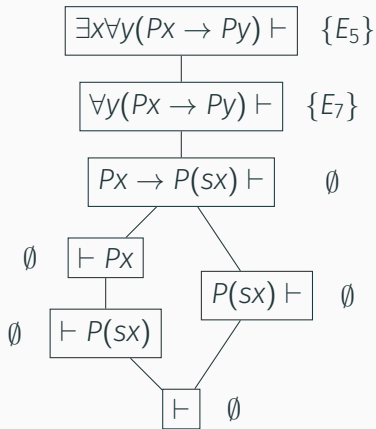 ∃x∀y(Px → Py) ⊢ {E₅}
∀y(Px → Py) ⊢ {E₇}
Px → P(sx) ⊢ ∅
∅ ⊢ Px
P(sx) ⊢ ∅
∅ ⊢ P(sx)
⊢ ∅